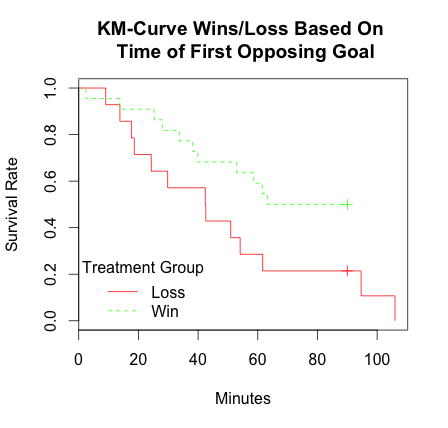 KM-Curve Wins/Loss Based On
Time of First Opposing Goal
Survival Rate
1.0
0.8
0.6
0.4
0.2
0.0
Treatment Group
Loss
Win
0 20 40 60 80 100
Minutes